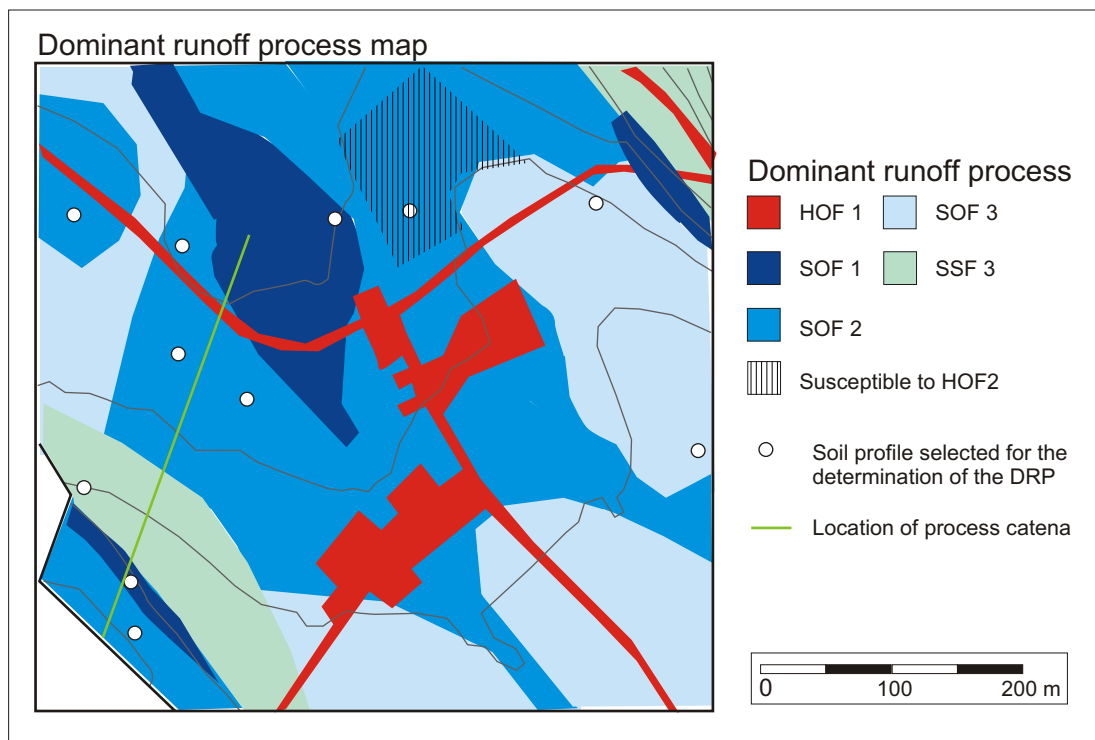 Dominant runoff process map
Dominant runoff process
HOF 1
SOF 3
SOF 1
SSF 3
SOF 2
Susceptible to HOF2
Soil profile selected for the
determination of the DRP
Location of process catena
0 100 200 m